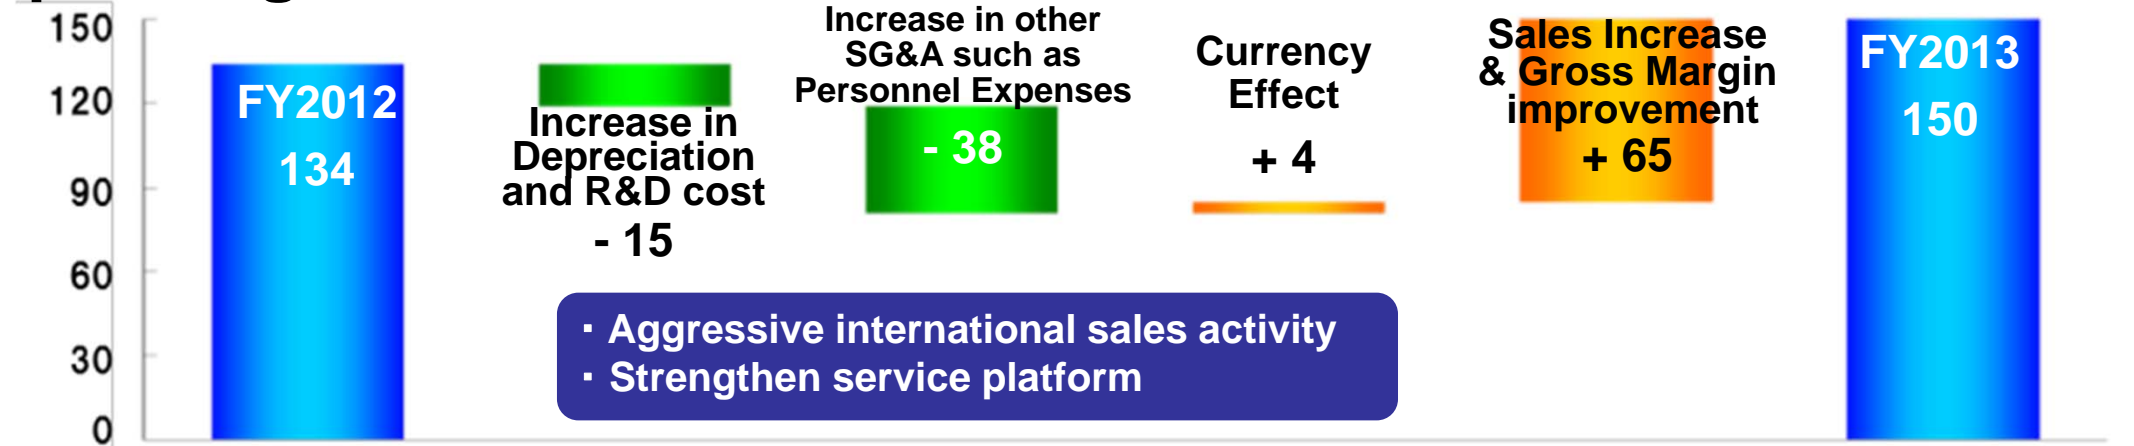 150
120
90
60
30
0
FY2012
134
Increase in
Depreciation
and R&D cost
- 15
Increase in other
SG&A such as
Personnel Expenses
- 38
Currency
Effect
+ 4
Sales Increase
& Gross Margin
improvement
+ 65
FY2013
150
· Aggressive international sales activity
· Strengthen service platform